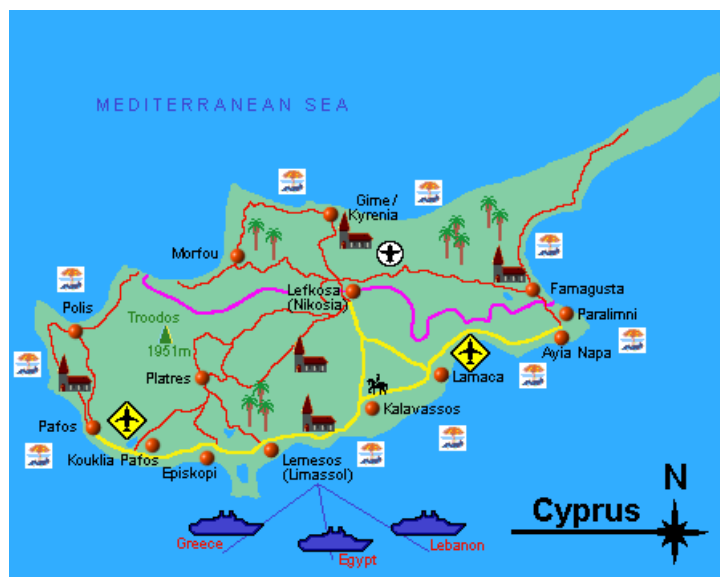 MEDITERRANEAN SEA
Girne/
Kyrenia
Morfou
Lefkosa
(Nikosia)
Famagusta
Paralimni
Polis
Troodos
1951m
Ayia Napa
Platres
Larnaca
Kalavassos
Pafos
Kouklia Pafos
Episkopi
Lemesos
(Limassol)
N
Cyprus
Greece
Egypt
Lebanon